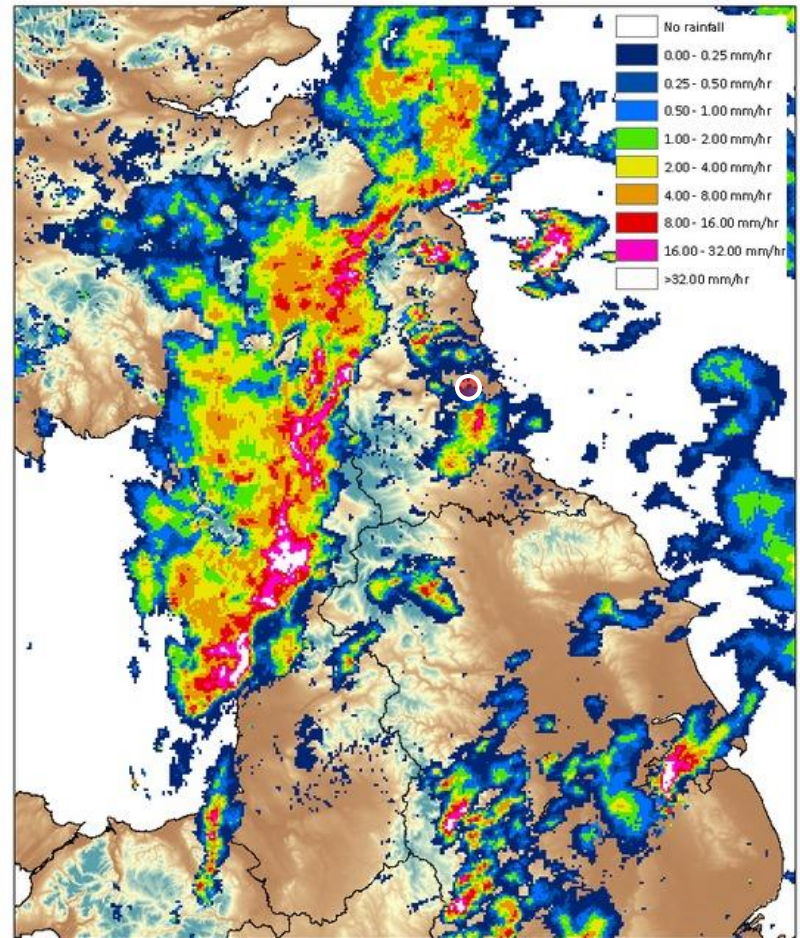 No rainfall
0.00 - 0.25 mm/hr
0.25 - 0.50 mm/hr
0.50 - 1.00 mm/hr
1.00 - 2.00 mm/hr
2.00 - 4.00 mm/hr
4.00 - 8.00 mm/hr
8.00 - 16.00 mm/hr
16.00 - 32.00 mm/hr
>32.00 mm/hr